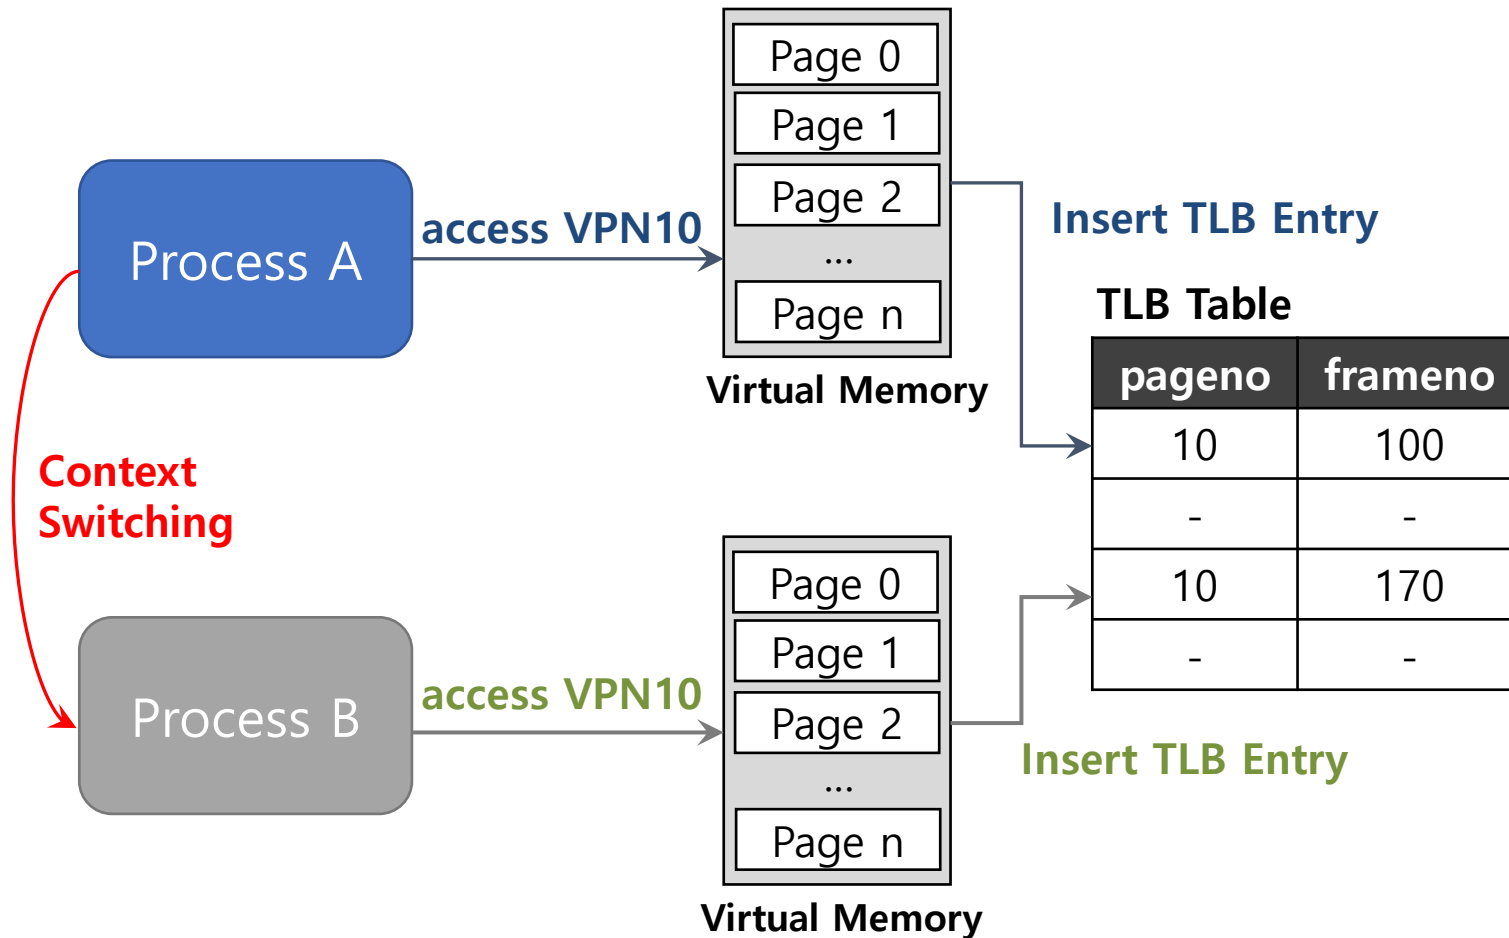 Page 0
Page 1
Page 2
...
Page n
Virtual Memory
Process A
access VPN10
Insert TLB Entry
TLB Table
pageno frameno
10 100
- -
10 170
- -
Context
Switching
Process B
access VPN10
Page 0
Page 1
Page 2
...
Page n
Virtual Memory
Insert TLB Entry